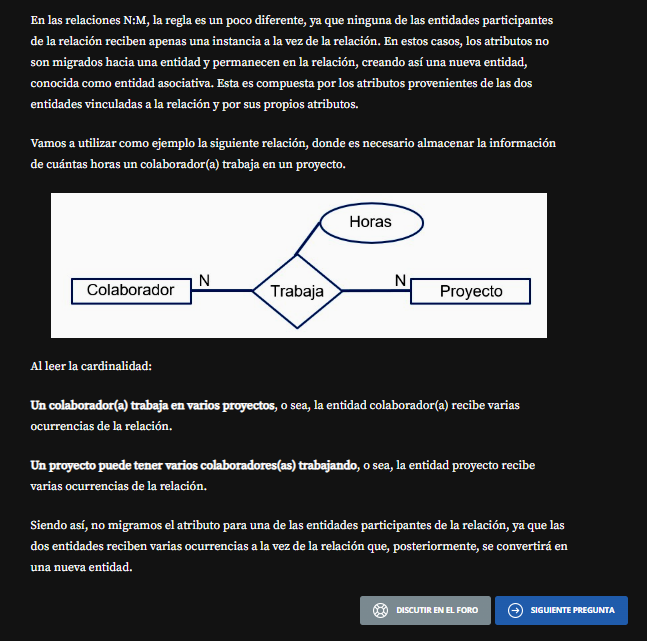 En las relaciones N:M, la regla es un poco diferente, ya que ninguna de las entidades participantes
de la relación reciben apenas una instancia a la vez de la relación. En estos casos, los atributos no
son migrados hacia una entidad y permanecen en la relación, creando así una nueva entidad,
conocida como entidad asociativa. Esta es compuesta por los atributos provenientes de las dos
entidades vinculadas a la relación y por sus propios atributos.
Vamos a utilizar como ejemplo la siguiente relación, donde es necesario almacenar la información
de cuántas horas un colaborador(a) trabaja en un proyecto.
Horas
Colaborador
N
Trabaja
N
Proyecto
Al leer la cardinalidad:
Un colaborador(a) trabaja en varios proyectos, o sea, la entidad colaborador(a) recibe varias
ocurrencias de la relación.
Un proyecto puede tener varios colaboradores(as) trabajando, o sea, la entidad proyecto recibe
varias ocurrencias de la relación.
Siendo así, no migramos el atributo para una de las entidades participantes de la relación, ya que las
dos entidades reciben varias ocurrencias a la vez de la relación que, posteriormente, se convertirá en
una nueva entidad.
DISCUTIR EN EL FORO
SIGUIENTE PREGUNTA